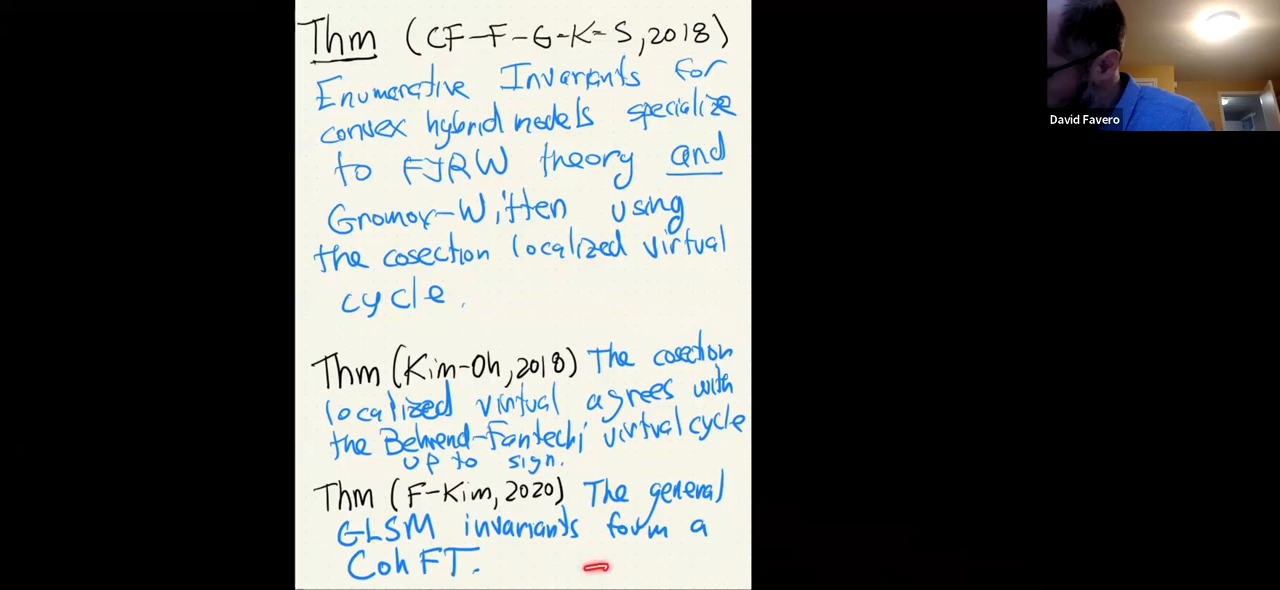 Thm (CF-F-G-K-S, 2018)
Enumerative Invariants for
convex hybrid models specialize
to FJRW theory and
Gromov-Witten using
the cosection localized virtual
cycle.
Thm (Kim-Oh, 2018) The cosection
localized virtual agrees with
the Behrend-Fantechi virtual cycle
up to sign.
Thm (F-Kim, 2020) The general
GLSM invariants form a
CohFT.
David Favero